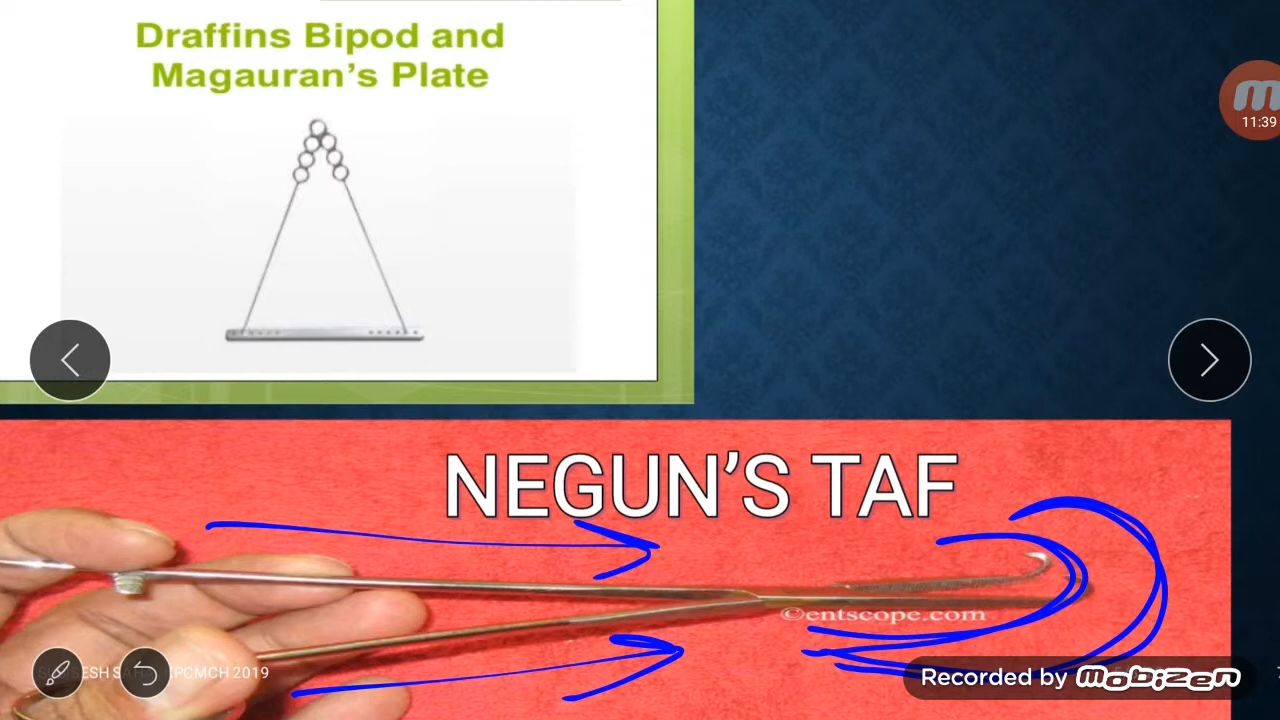 Draffins Bipod and
Magauran's Plate
11:39
NEGUN'S TAF
©entscope.com
PCMCH 2019
Recorded by mobizen